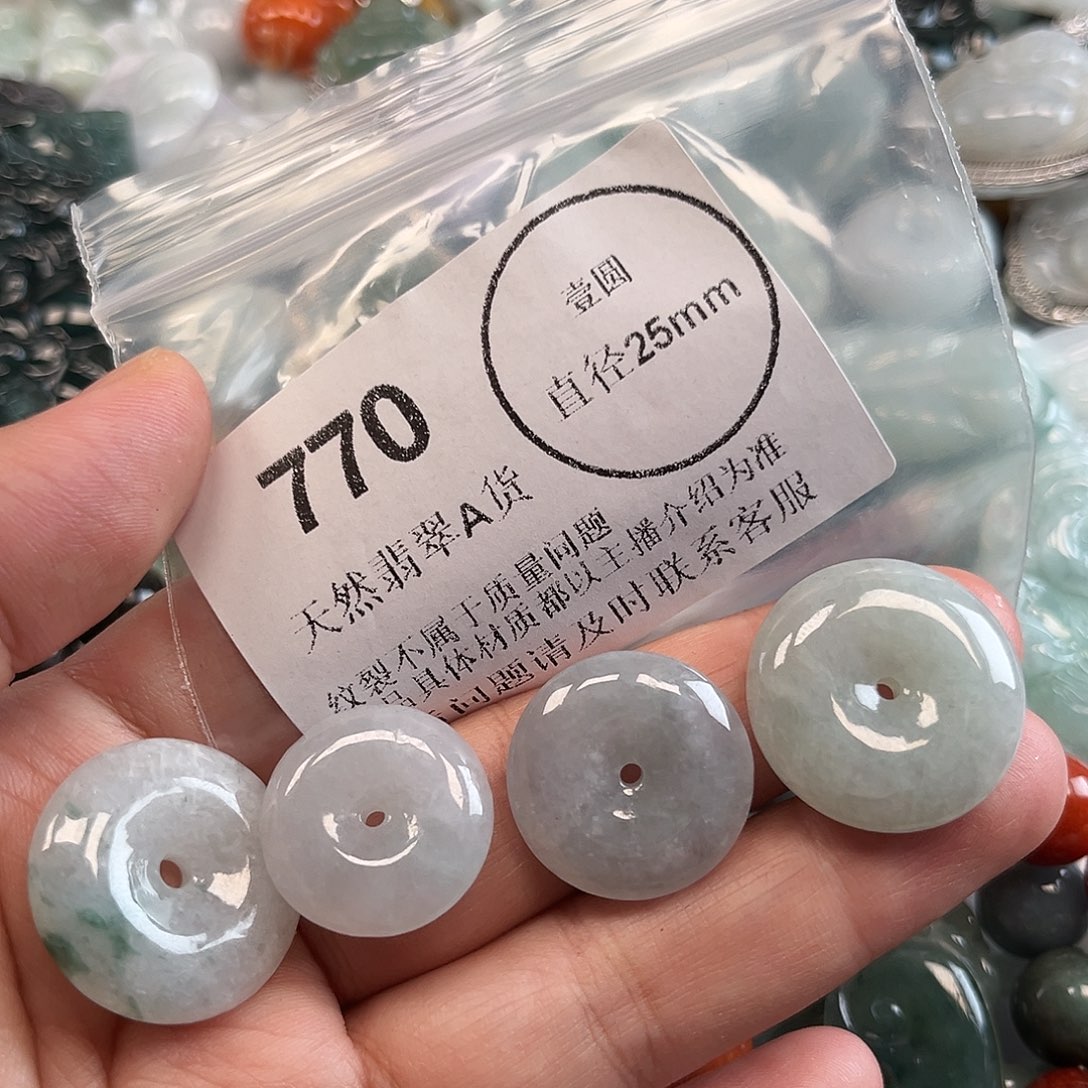 壹圆
直径25mm
770
天然翡翠A货
纹裂不属于质量问题
品具体材质都以主播介绍为准
问题请及时联系客服